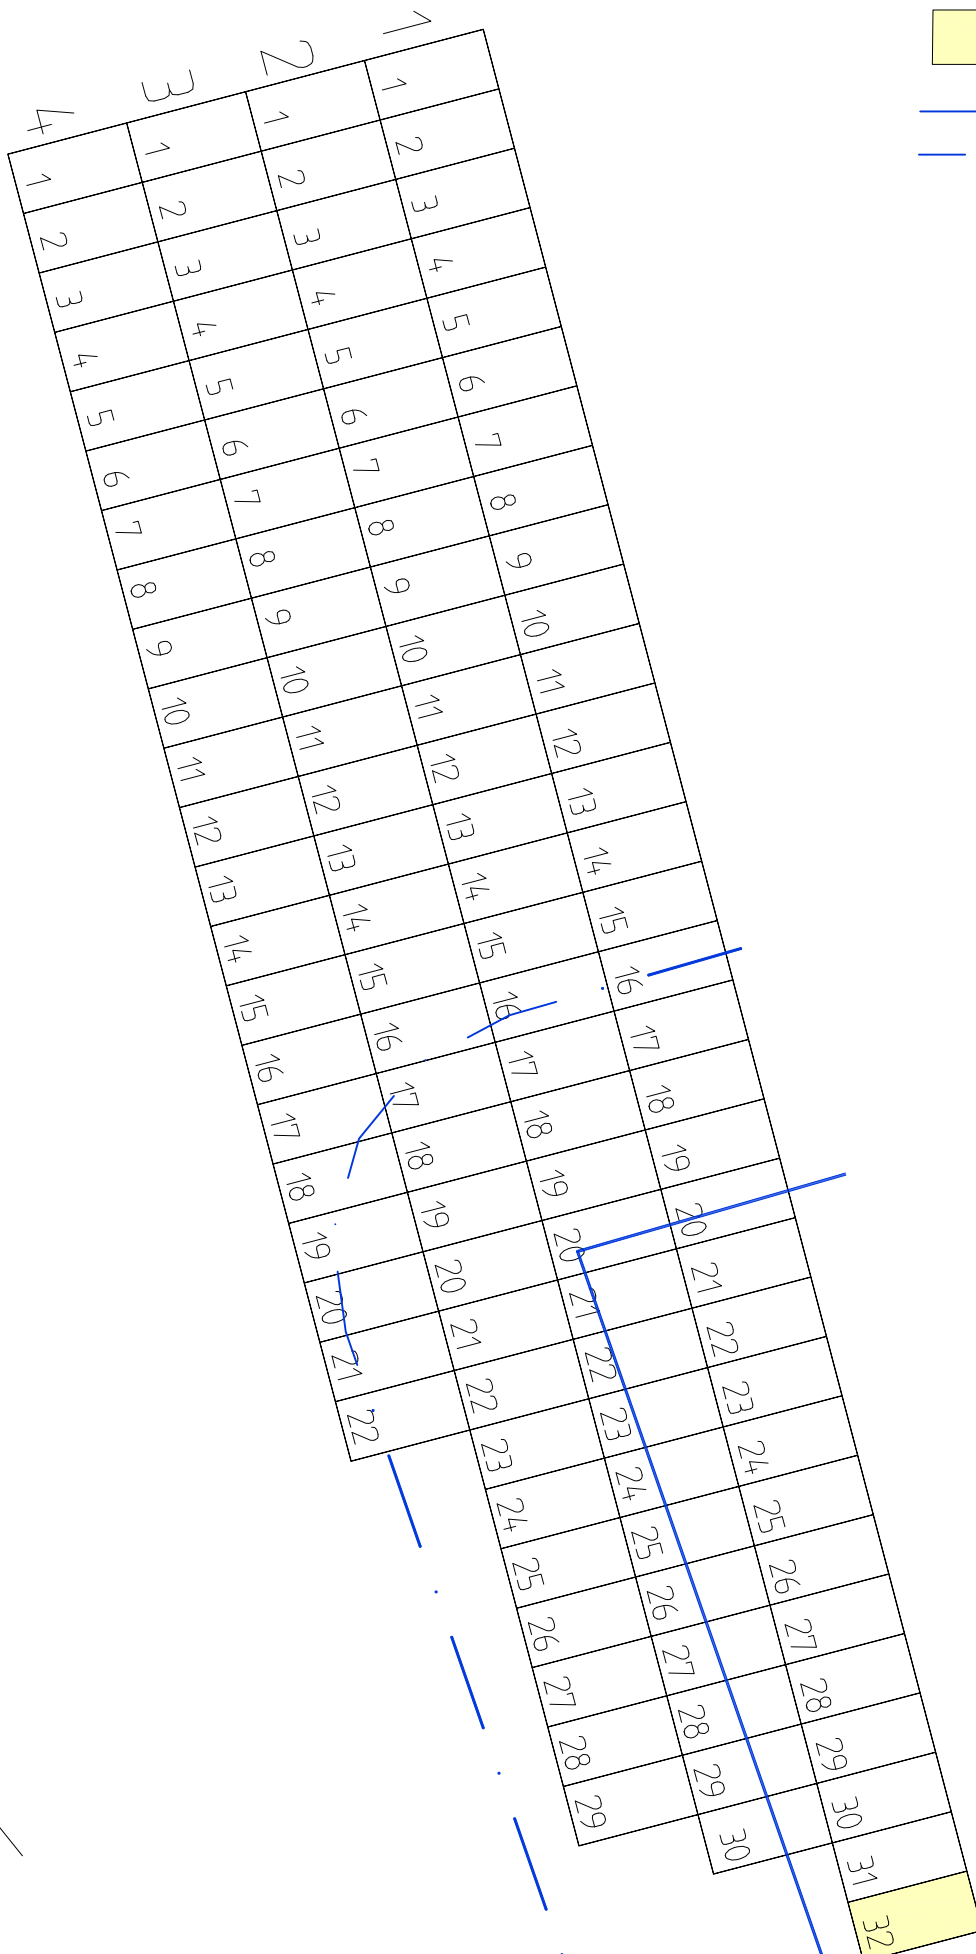 4 3 2 1
1 1 1 1
2 2 2 2
3 3 3 3
4 4 4 4
5 5 5 5
6 6 6 6
7 7 7 7
8 8 8 8
9 9 9 9
10 10 10 10
11 11 11 11
12 12 12 12
13 13 13 13
14 14 14 14
15 15 15 15
16 16 16 16
17 17 17 17
18 18 18 18
19 19 19 19
20 20 20 20
21 21 21 21
22 22 22 22
23 23 23
24 24 24
25 25 25
26 26 26
27 27 27
28 28 28
29 29 29
30 30
31
32